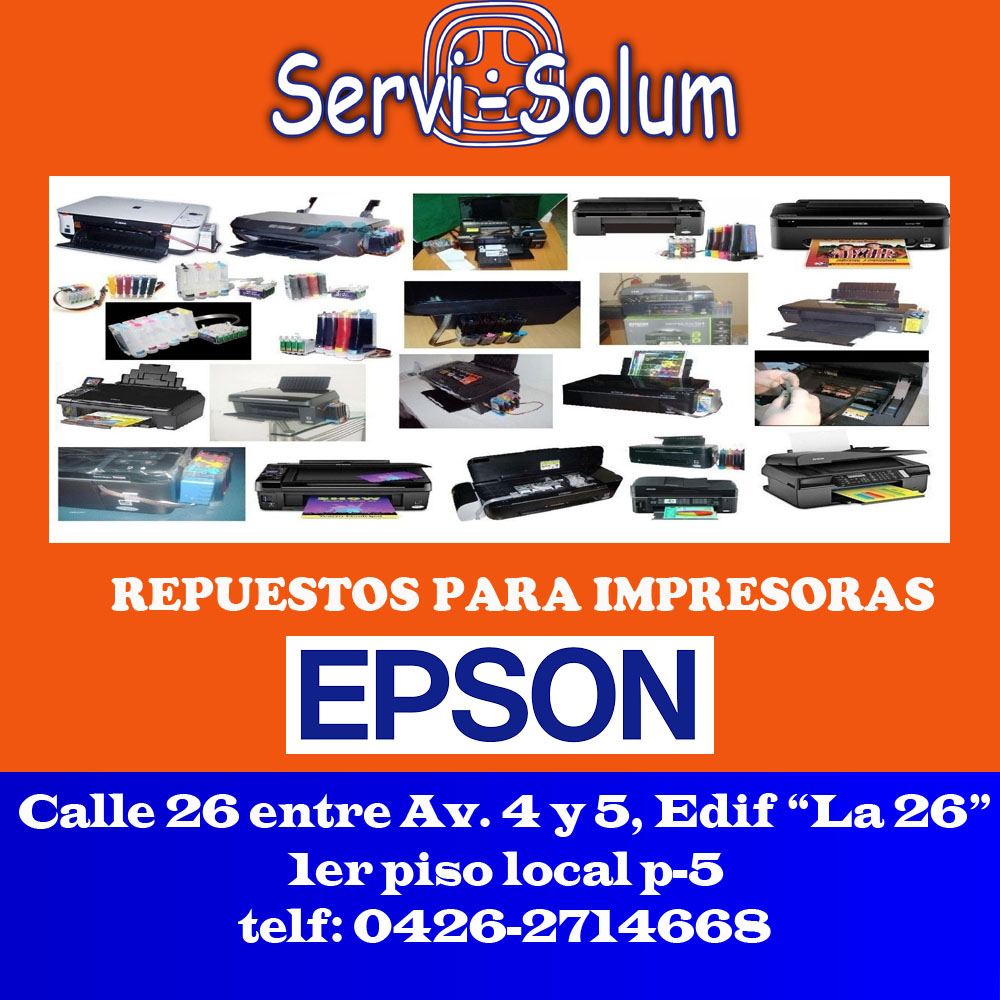 Servi-Solum
REPUESTOS PARA IMPRESORAS
EPSON
Calle 26 entre Av. 4 y 5, Edif “La 26”
1er piso local p-5
telf: 0426-2714668